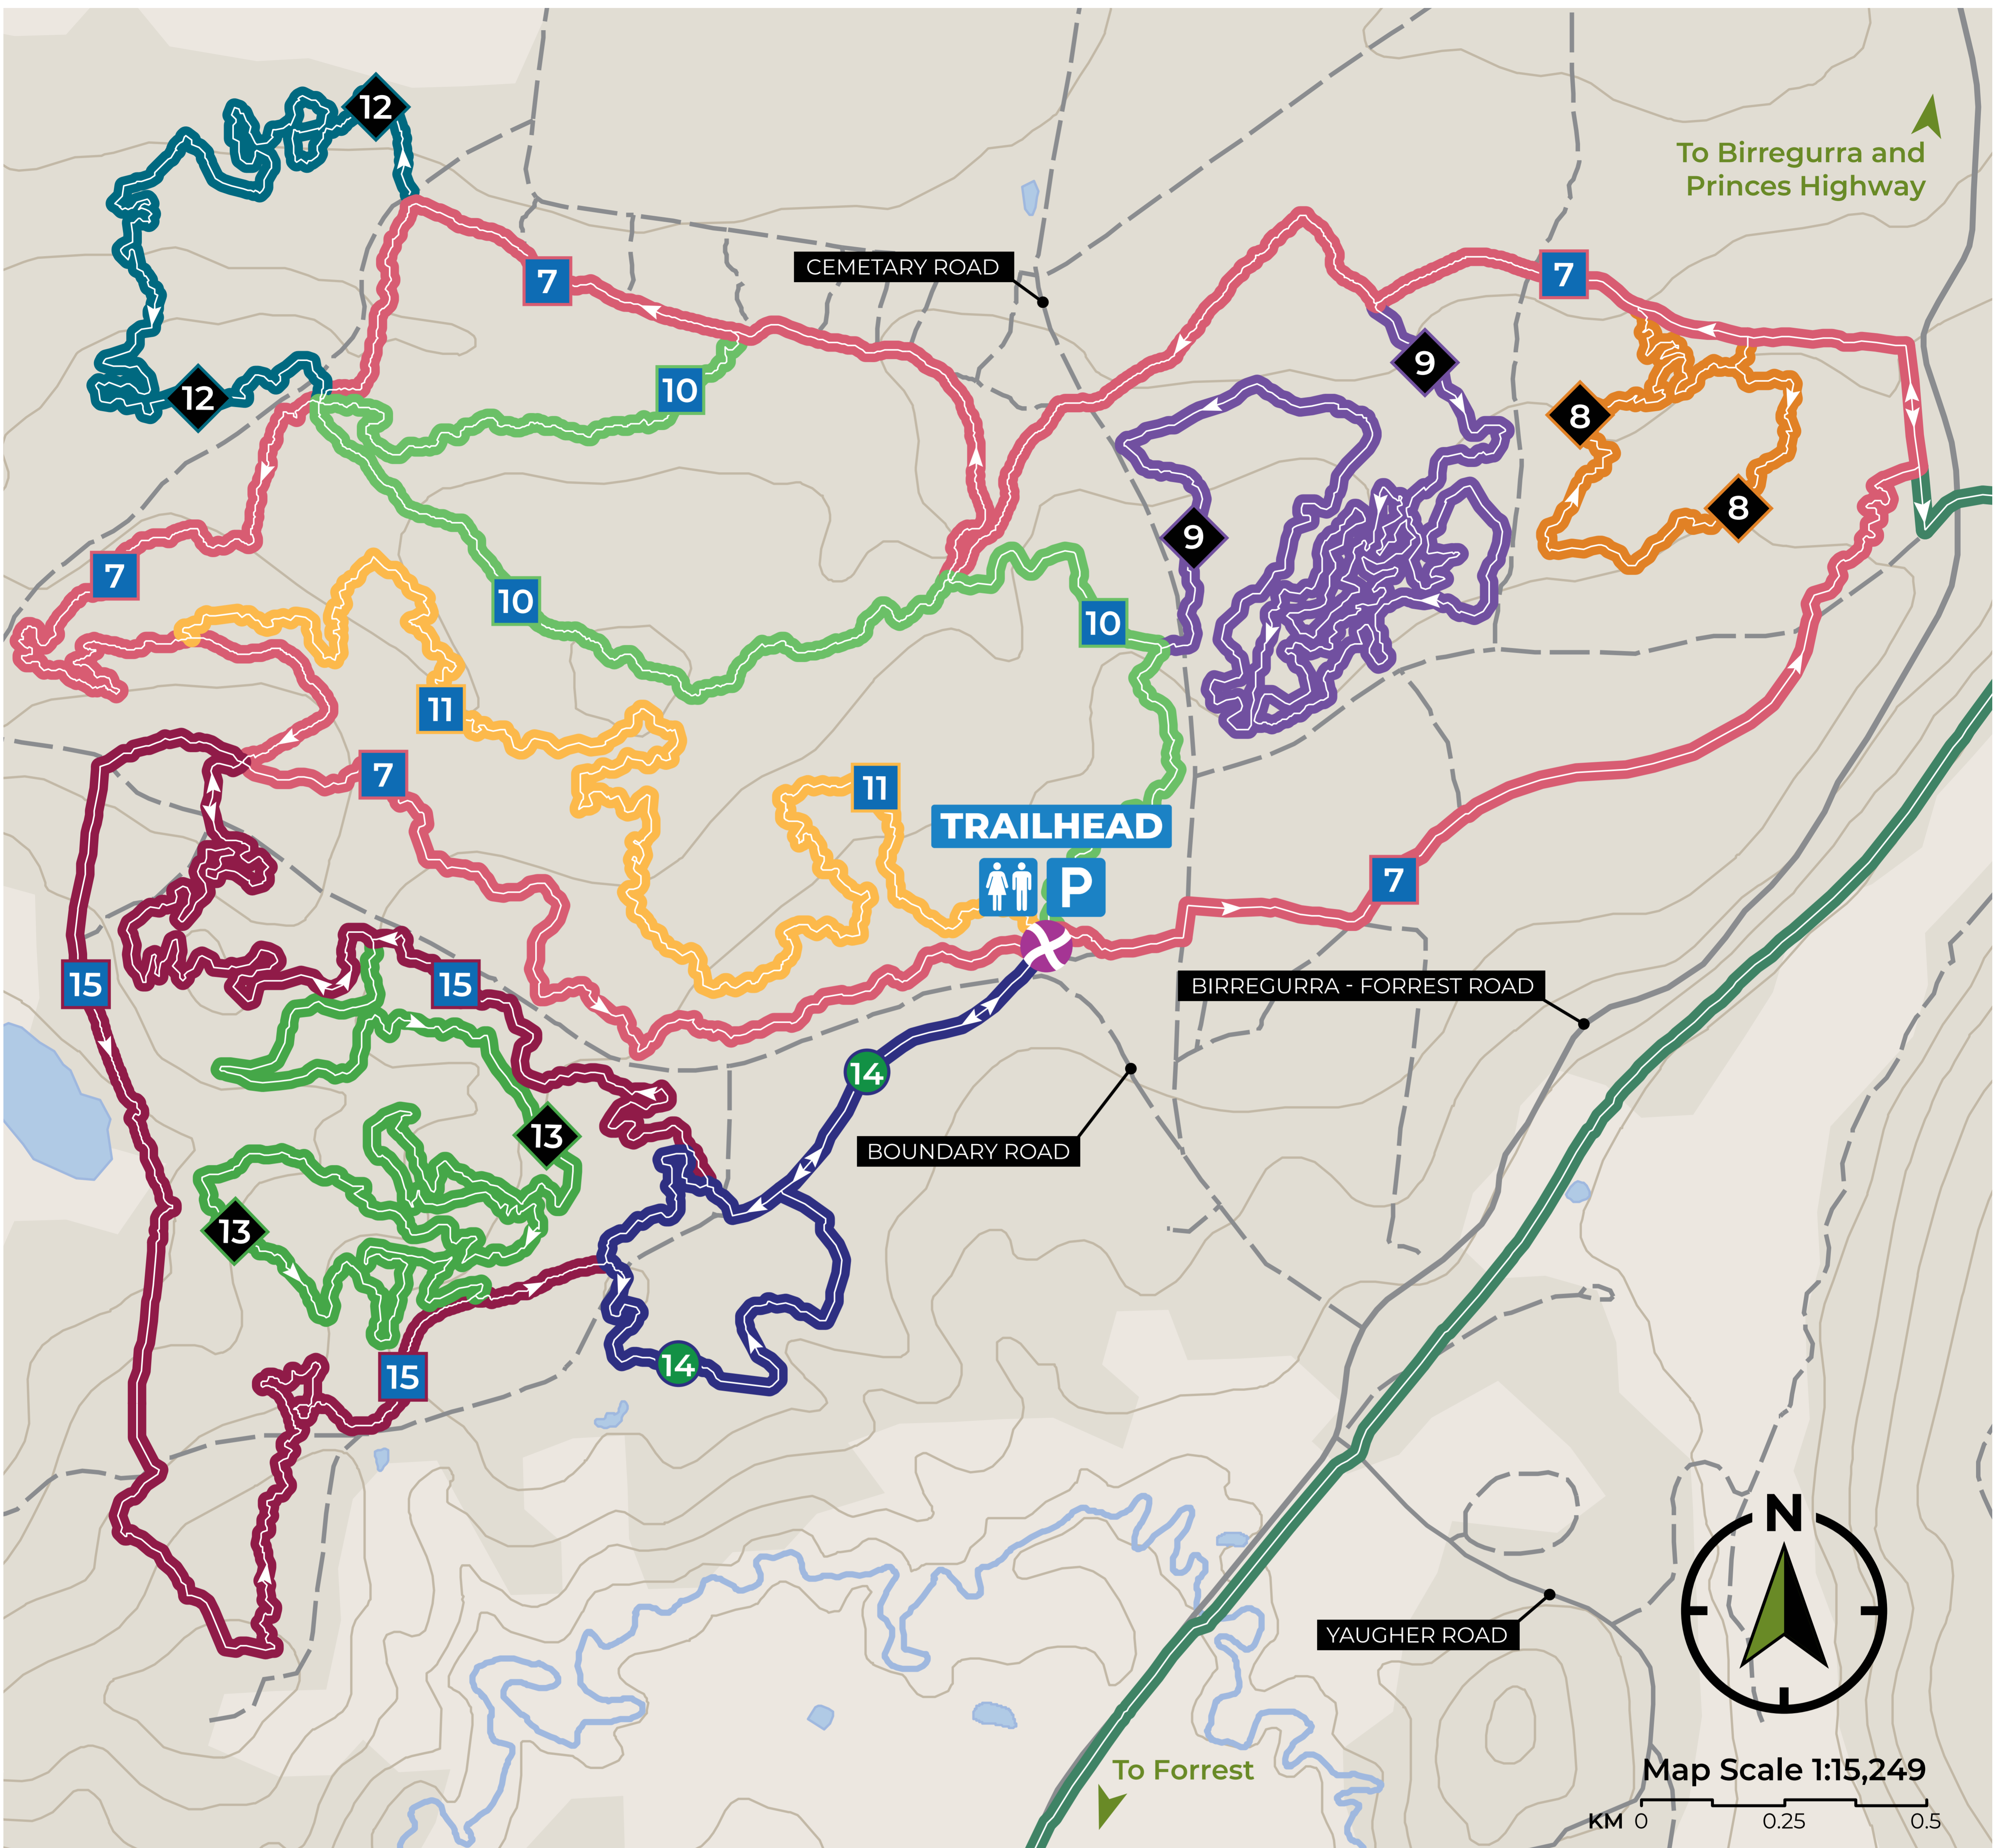 12
To Birregurra and
Princes Highway
CEMETARY ROAD
7
7
9
10
12
8
8
9
7
10
10
11
7
11
TRAILHEAD
P
7
15
15
BIRREGURRA - FORREST ROAD
14
13
BOUNDARY ROAD
13
14
15
N
YAUGHER ROAD
To Forrest
Map Scale 1:15,249
KM 0 0.25 0.5